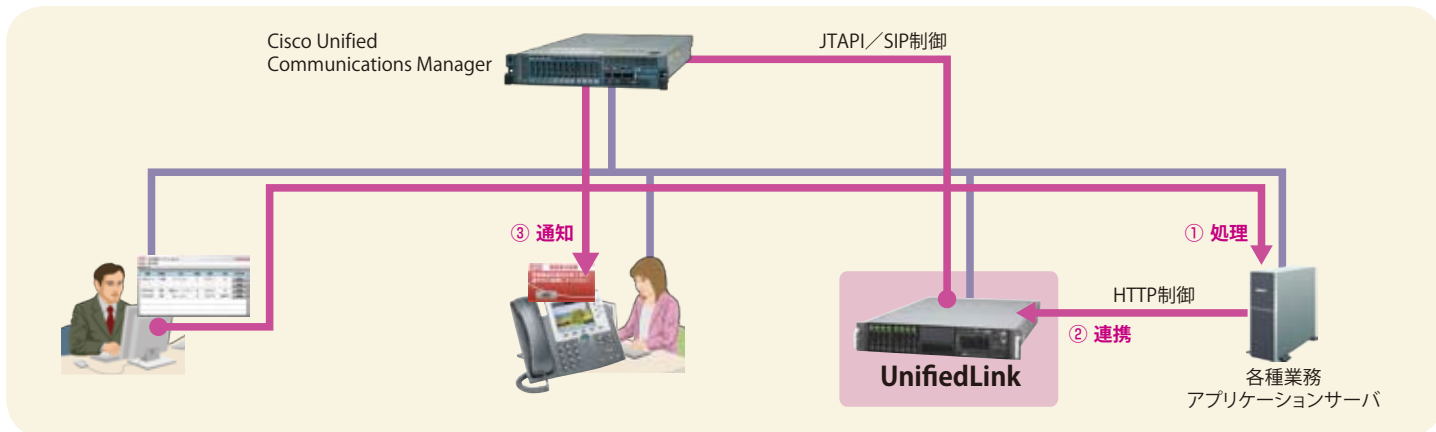 Cisco Unified
Communications Manager
JTAPI／SIP制御
③ 通知
① 処理
HTTP制御
② 連携
UnifiedLink
各種業務
アプリケーションサーバ